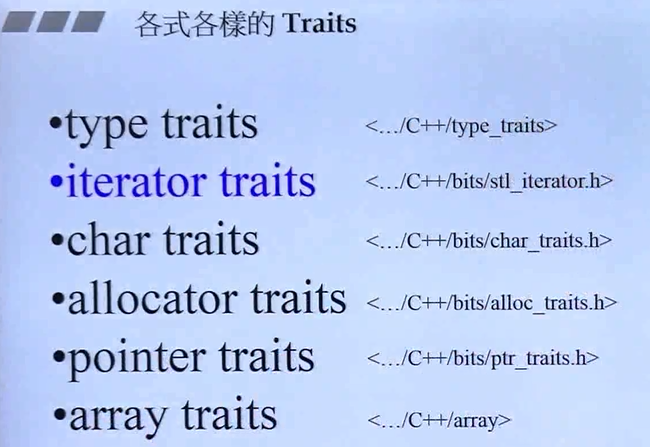 各式各樣的 Traits
•type traits <…/C++/type_traits>
•iterator traits <…/C++/bits/stl_iterator.h>
•char traits <…/C++/bits/char_traits.h>
•allocator traits <…/C++/bits/alloc_traits.h>
•pointer traits <…/C++/bits/ptr_traits.h>
•array traits <…/C++/array>